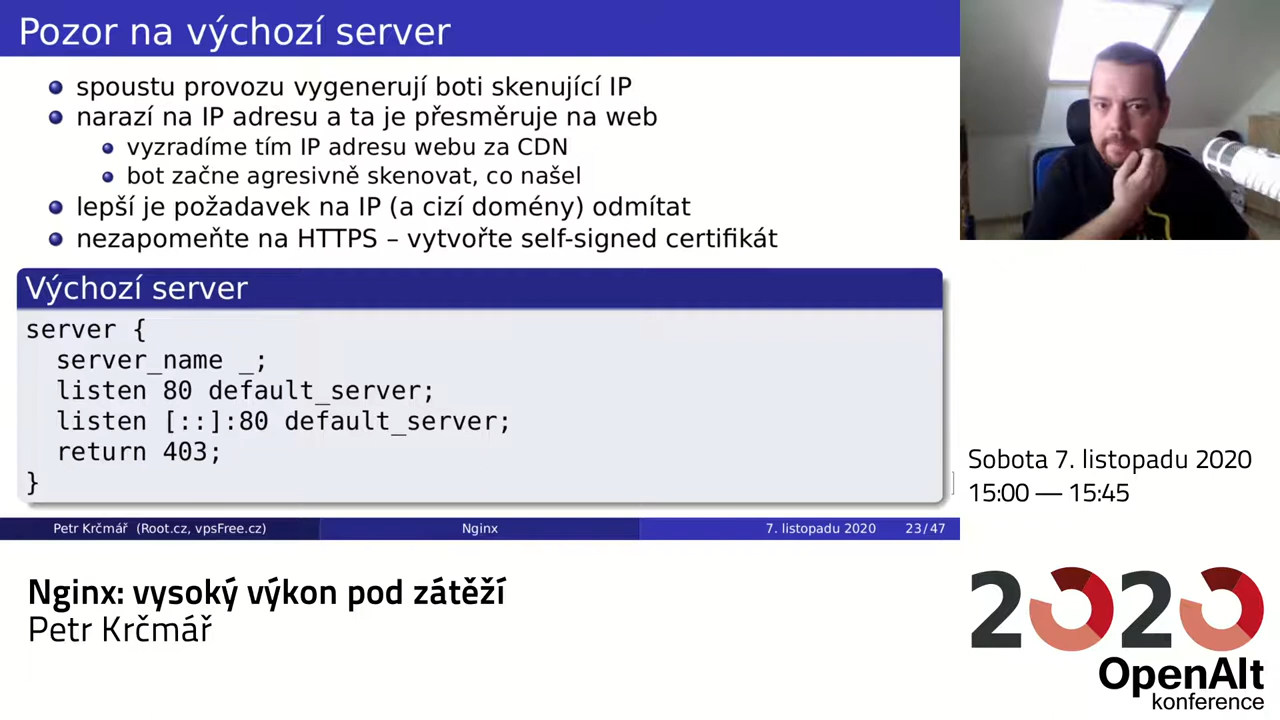 Pozor na výchozí server
spoustu provozu vygenerují boti skenující IP
narazí na IP adresu a ta je přesměruje na web
vyzradíme tím IP adresu webu za CDN
bot začne agresivně skenovat, co našel
lepší je požadavek na IP (a cizí domény) odmítat
nezapomeňte na HTTPS – vytvořte self-signed certifikát
Výchozí server
server {
  server_name _;
  listen 80 default_server;
  listen [::]:80 default_server;
  return 403;
}
Petr Krčmář (Root.cz, vpsFree.cz) Nginx 7. listopadu 2020 23/47
Sobota 7. listopadu 2020
15:00 — 15:45
Nginx: vysoký výkon pod zátěží
Petr Krčmář
2020
OpenAlt
konference